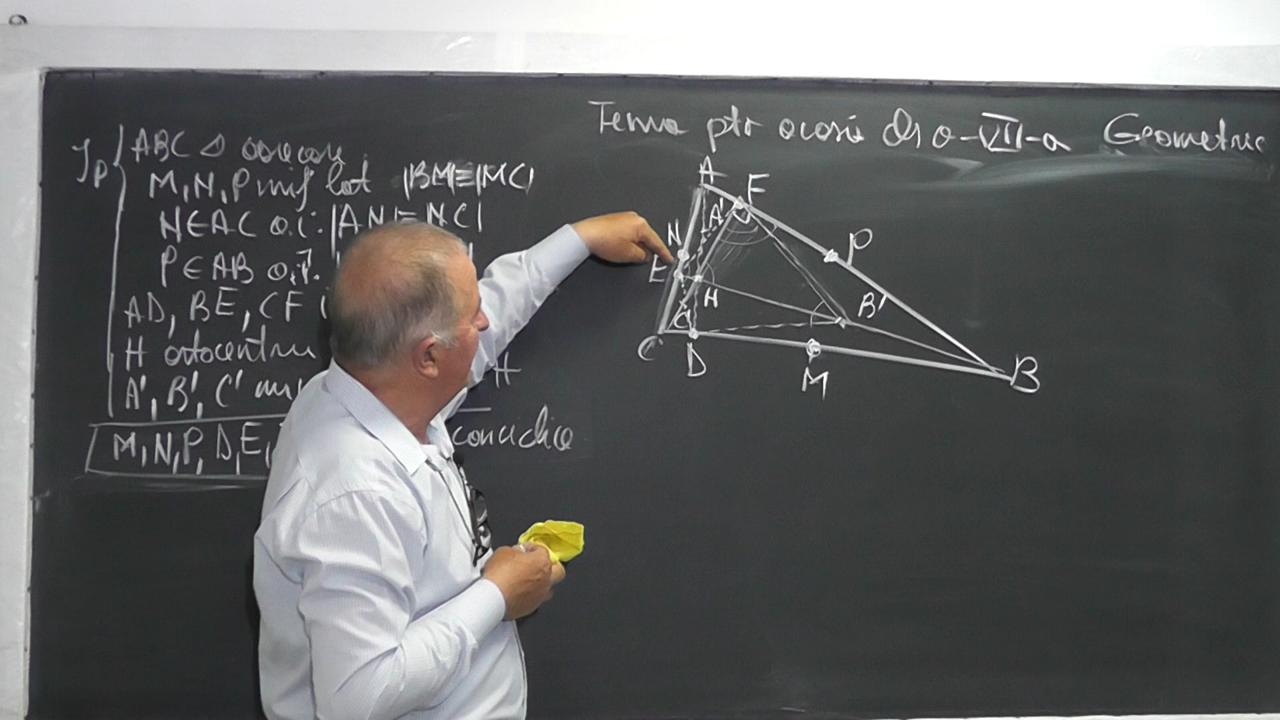 Tema ptr acasă cls a-VII-a Geometrie
Ip
ABC Δ oarecare
M, N, P mij lat |BM|≡|MC|
N∈AC a.î. |AN|≡NC|
P∈AB a.î.
AD, BE, CF
H ortocentru
A', B', C' mij H
M, N, P, D, E, conciclice
A
F
A'
N
P
E
H
B'
C'
C
D
M
B